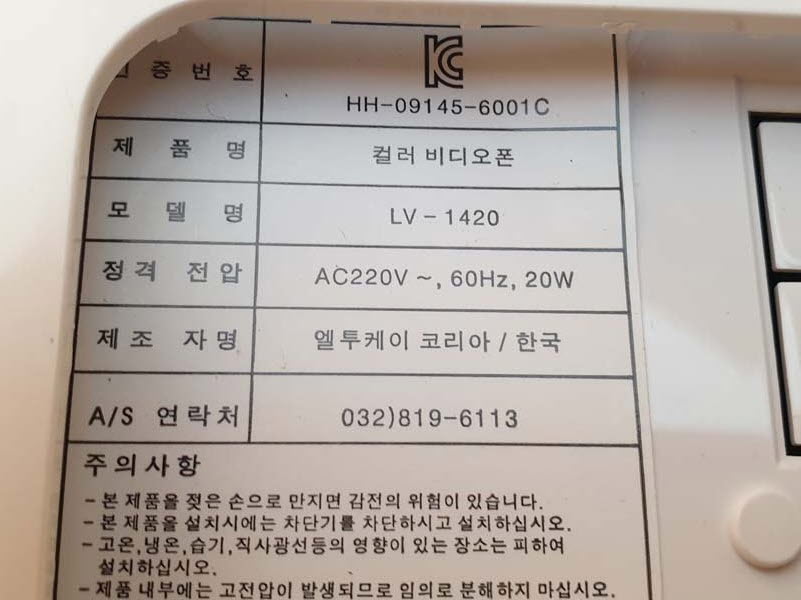 인증번호 HH-09145-6001C
제품명 컬러 비디오폰
모델명 LV-1420
정격 전압 AC220V ~, 60Hz, 20W
제조 자명 엘투케이 코리아 / 한국
A/S 연락처 032)819-6113
주의사항
- 본 제품을 젖은 손으로 만지면 감전의 위험이 있습니다.
- 본 제품을 설치시에는 차단기를 차단하시고 설치하십시오.
- 고온,냉온,습기,직사광선등의 영향이 있는 장소는 피하여
설치하십시오.
- 제품 내부에는 고전압이 발생되므로 임의로 분해하지 마십시오.